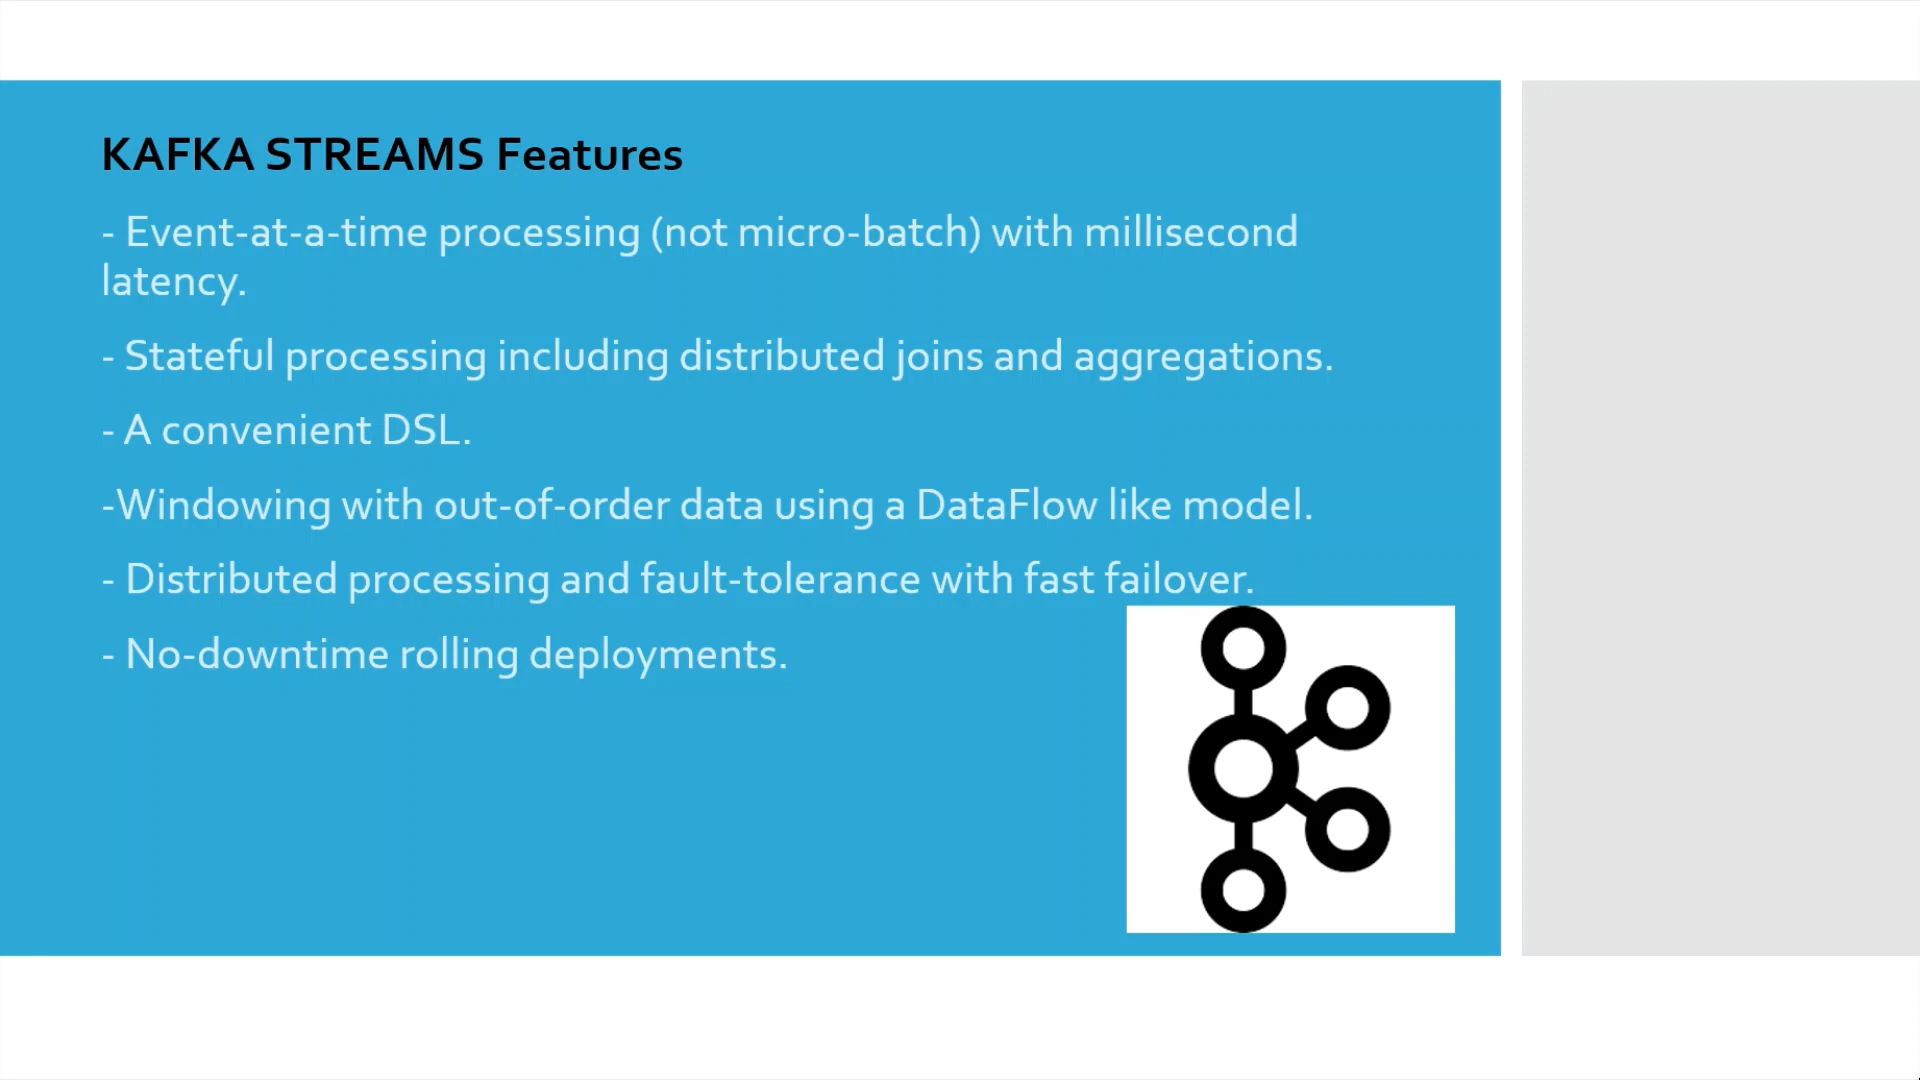 KAFKA STREAMS Features
- Event-at-a-time processing (not micro-batch) with millisecond
latency.
- Stateful processing including distributed joins and aggregations.
- A convenient DSL.
-Windowing with out-of-order data using a DataFlow like model.
- Distributed processing and fault-tolerance with fast failover.
- No-downtime rolling deployments.